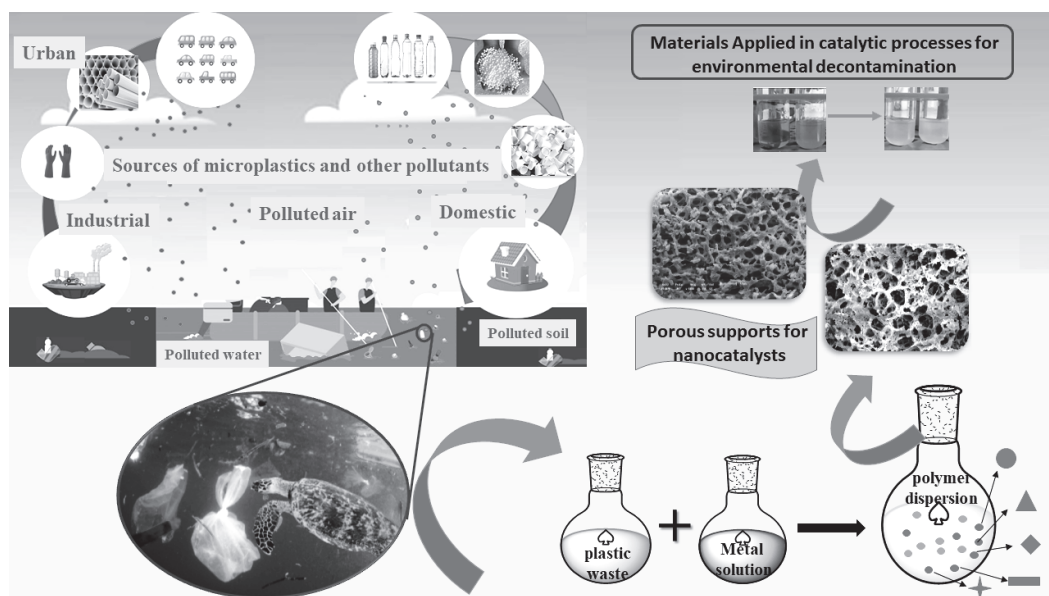 Urban
Sources of microplastics and other pollutants
Industrial
Polluted air
Domestic
Polluted water
Polluted soil
Materials Applied in catalytic processes for
environmental decontamination
Porous supports for
nanocatalysts
plastic
waste
+
Metal
solution
polymer
dispersion